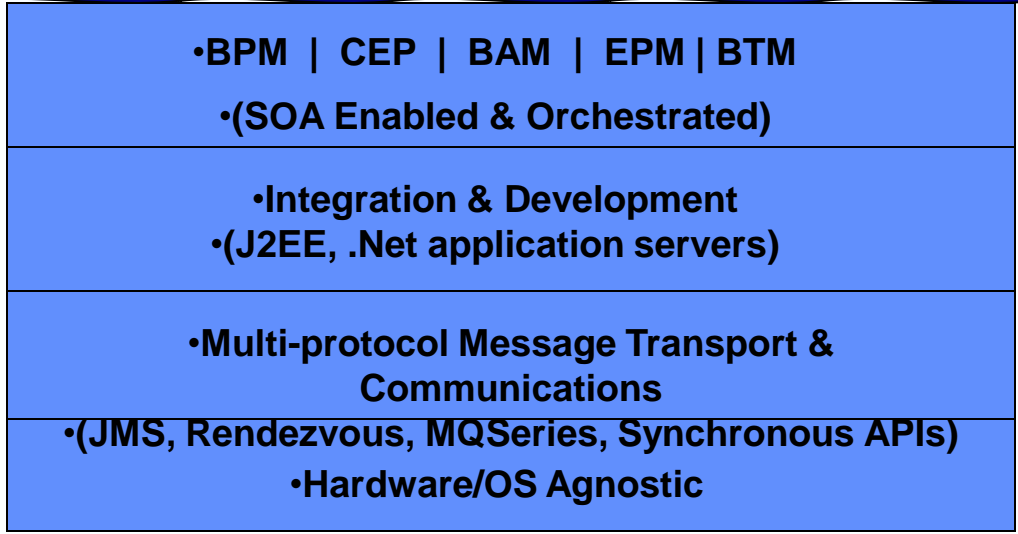 •BPM | CEP | BAM | EPM | BTM
•(SOA Enabled & Orchestrated)
•Integration & Development
•(J2EE, .Net application servers)
•Multi-protocol Message Transport &
Communications
•(JMS, Rendezvous, MQSeries, Synchronous APIs)
•Hardware/OS Agnostic